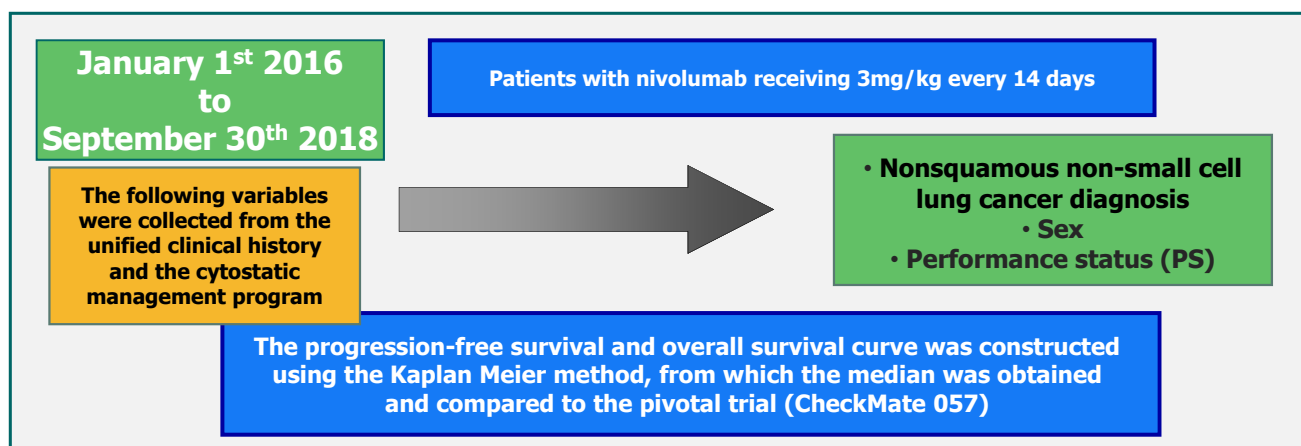 January 1st 2016
to
September 30th 2018
Patients with nivolumab receiving 3mg/kg every 14 days
The following variables
were collected from the
unified clinical history
and the cytostatic
management program
• Nonsquamous non-small cell
lung cancer diagnosis
• Sex
• Performance status (PS)
The progression-free survival and overall survival curve was constructed
using the Kaplan Meier method, from which the median was obtained
and compared to the pivotal trial (CheckMate 057)